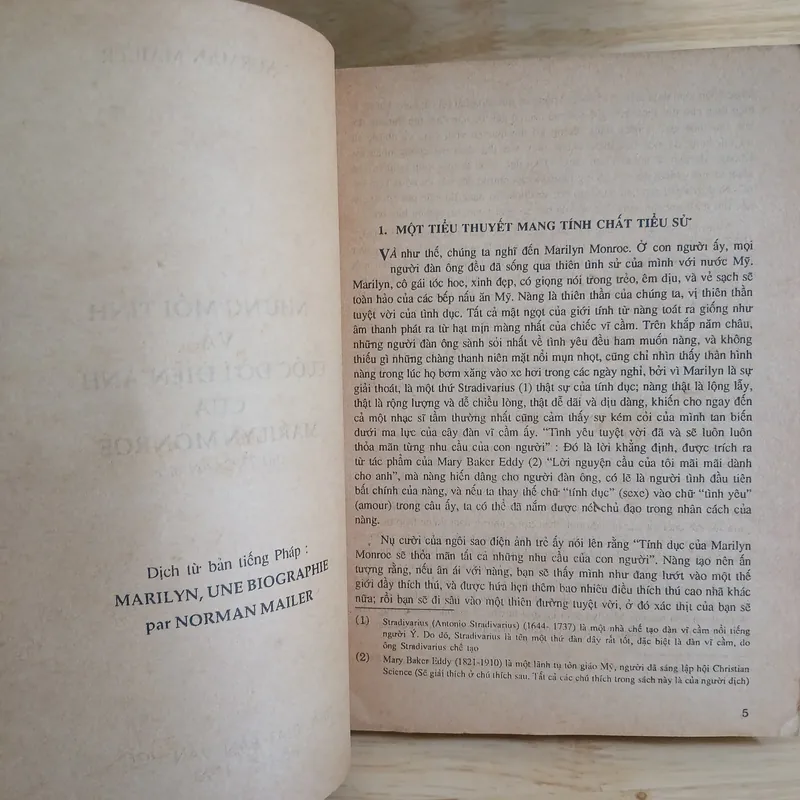 Dịch từ bản tiếng Pháp :
MARILYN, UNE BIOGRAPHIE
par NORMAN MAILER
1. MỘT TIỂU THUYẾT MANG TÍNH CHẤT TIỂU SỬ
VÀ như thế, chúng ta nghĩ đến Marilyn Monroe. Ở con người ấy, mọi
người đàn ông đều đã sống qua thiên tình sử của mình với nước Mỹ.
Marilyn, cô gái tóc hoe, xinh đẹp, có giọng nói trong trẻo, êm dịu, và vẻ sạch sẽ
toàn hảo của các bếp nấu ăn Mỹ. Nàng là thiên thần của chúng ta, vị thiên thần
tuyệt vời của tình dục. Tất cả mật ngọt của giới tính từ nàng toát ra giống như
âm thanh phát ra từ hạt mịn màng nhất của chiếc vĩ cầm. Trên khắp năm châu,
những người đàn ông sành sỏi nhất về tình yêu đều ham muốn nàng, và không
thiếu gì những chàng thanh niên mặt nổi mụn nhọt, cũng chỉ nhìn thấy thân hình
nàng trong lúc họ bơm xăng vào xe hơi trong các ngày nghỉ, bởi vì Marilyn là sự
giải thoát, là một thứ Stradivarius (1) thật sự của tình dục; nàng thật là lộng lẫy,
thật là rộng lượng và dễ chiều lòng, thật dễ dãi và dịu dàng, khiến cho ngay đến
cả một nhạc sĩ tầm thường nhất cũng cảm thấy sự kém cỏi của mình tan biến
dưới ma lực của cây đàn vĩ cầm ấy. “Tình yêu tuyệt vời đã và sẽ luôn luôn
thỏa mãn từng nhu cầu của con người” : Đó là lời khẳng định, được trích ra
từ tác phẩm của Mary Baker Eddy (2) “Lời nguyện cầu của tôi mãi mãi dành
cho anh”, mà nàng hiến dâng cho người đàn ông, có lẽ là người tình đầu tiên
bất chính của nàng, và nếu ta thay thế chữ “tính dục” (sexe) vào chữ “tình yêu”
(amour) trong câu ấy, ta có thể đã nắm được nét chủ đạo trong nhân cách của
nàng.
Nụ cười của ngôi sao điện ảnh trẻ ấy nói lên rằng “Tính dục của Marilyn
Monroe sẽ thỏa mãn tất cả những nhu cầu của con người”. Nàng tạo nên ấn
tượng rằng, nếu ân ái với nàng, bạn sẽ thấy mình như đang lướt vào một thế
giới đầy thích thú, và được hứa hẹn thêm bao nhiêu điều thích thú cao nhã khác
nữa; rồi bạn sẽ đi sâu vào một thiên đường tuyệt vời, ở đó xác thịt của bạn sẽ
(1) Stradivarius (Antonio Stradivarius) (1644- 1737) là một nhà chế tạo đàn vĩ cầm nổi tiếng
người Ý. Do đó, Stradivarius là tên một thứ đàn dây rất tốt, đặc biệt là đàn vĩ cầm, do
ông Stradivarius chế tạo
(2) Mary Baker Eddy (1821-1910) là một lãnh tụ tôn giáo Mỹ, người đã sáng lập hội Christian
Science (Sẽ giải thích ở chú thích sau. Tất cả các chú thích trong sách này là của người dịch)
5